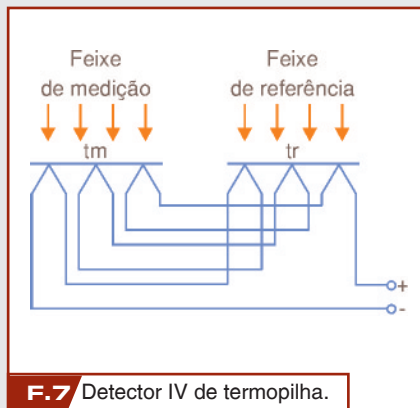 Feixe
de medição
Feixe
de referência
tm
tr
+
-
F.7 Detector IV de termopilha.